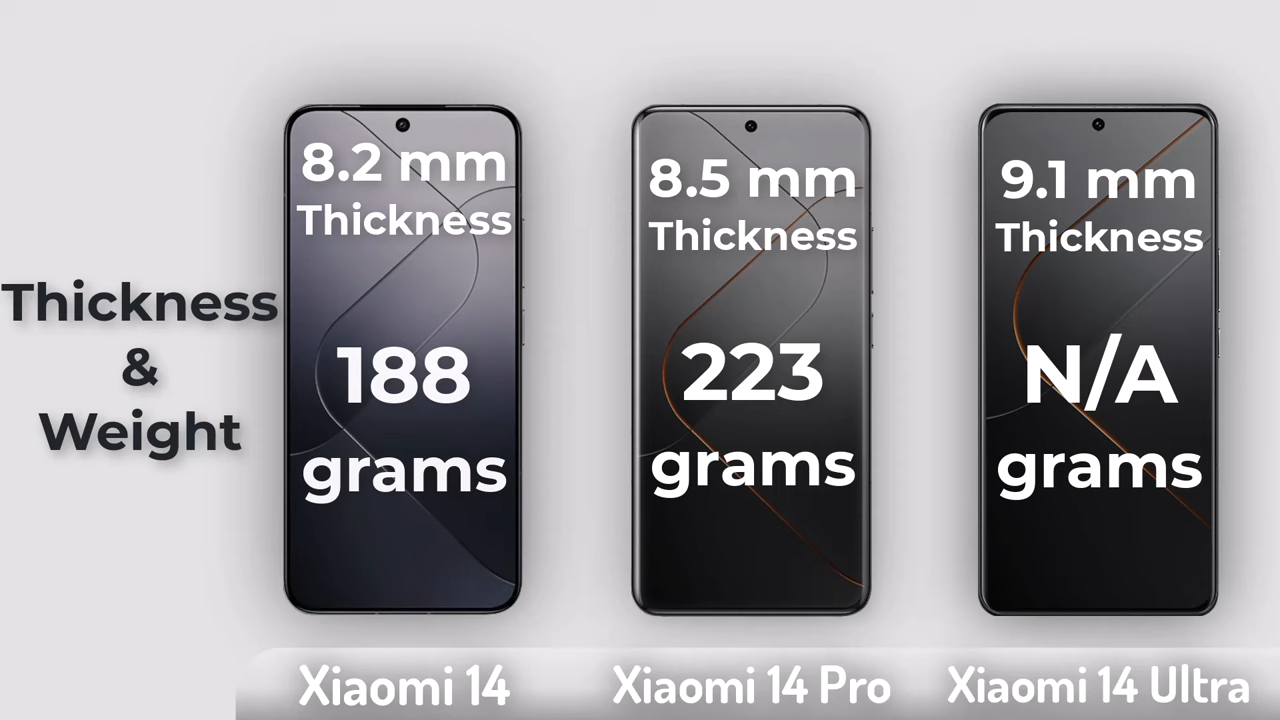 Thickness
&
Weight
8.2 mm
Thickness
188
grams
Xiaomi 14
8.5 mm
Thickness
223
grams
Xiaomi 14 Pro
9.1 mm
Thickness
N/A
grams
Xiaomi 14 Ultra